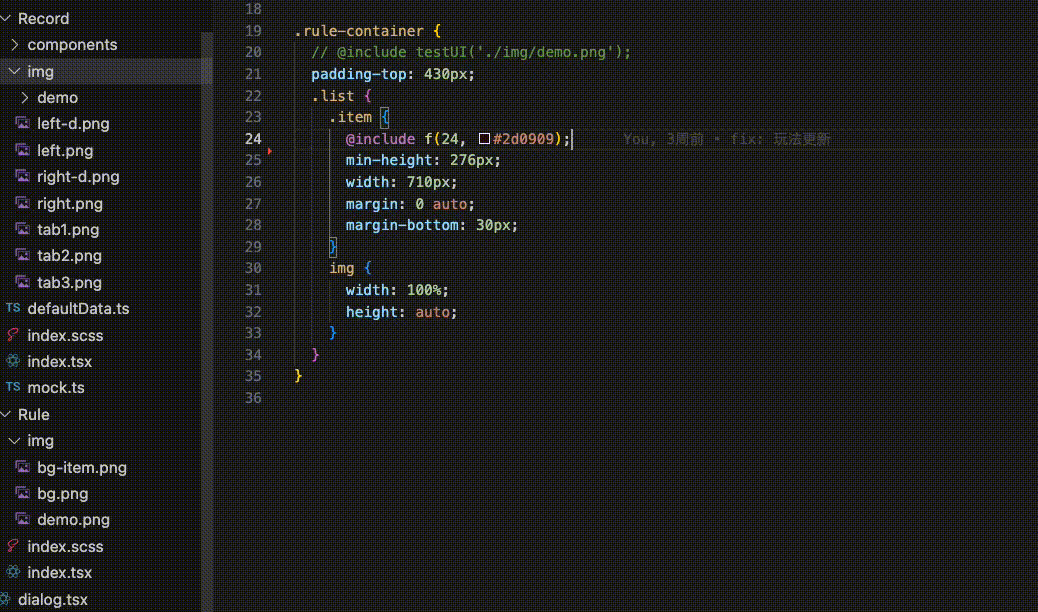 Record
components
img
demo
left-d.png
left.png
right-d.png
right.png
tab1.png
tab2.png
tab3.png
TS defaultData.ts
index.scss
index.tsx
TS mock.ts
Rule
img
bg-item.png
bg.png
demo.png
index.scss
index.tsx
dialog.tsx
18
19 .rule-container {
20 // @include testUI('./img/demo.png');
21 padding-top: 430px;
22 .list {
23 .item {
24 @include f(24, #2d0909); You, 3周前 • fix: 玩法更新
25 min-height: 276px;
26 width: 710px;
27 margin: 0 auto;
28 margin-bottom: 30px;
29 }
30 img {
31 width: 100%;
32 height: auto;
33 }
34 }
35 }
36